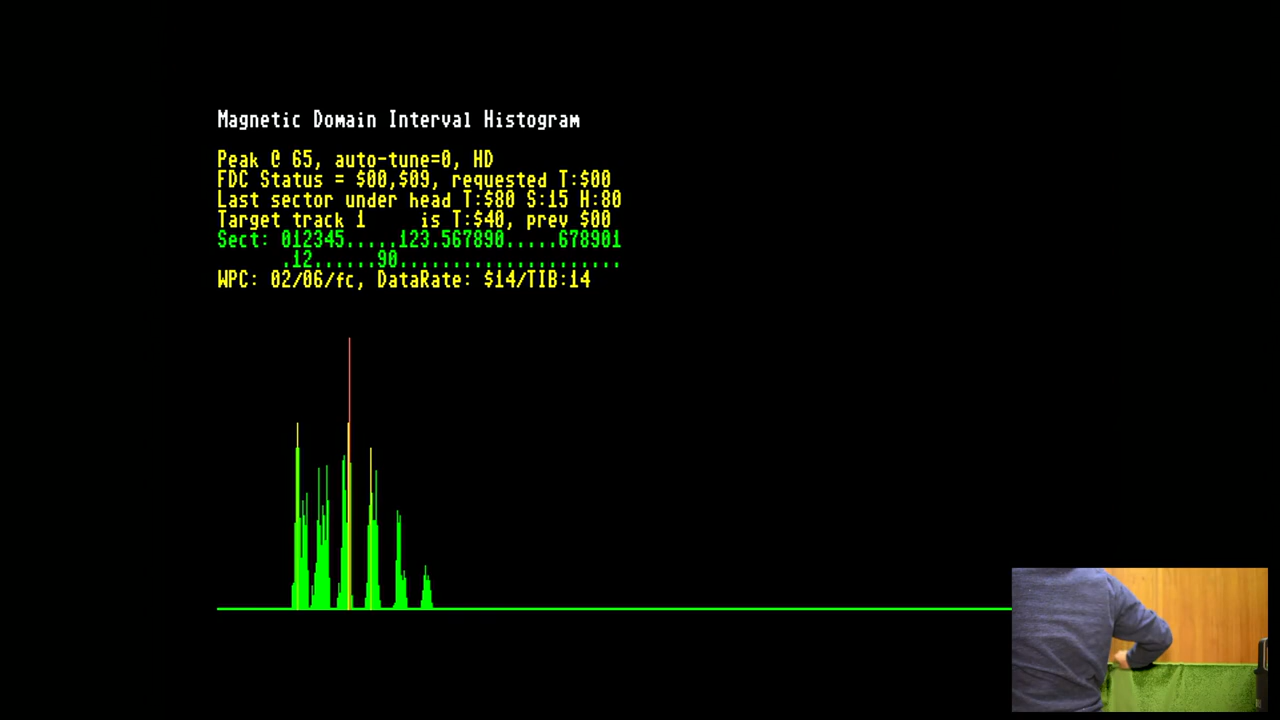 Magnetic Domain Interval Histogram
Peak @ 65, auto-tune=0, HD
FDC Status = $00,$09, requested T:$00
Last sector under head T:$80 S:15 H:80
Target track 1     is T:$40, prev $00
Sect: 012345.....123.567890.....678901
.12......90.....................
WPC: 02/06/fc, DataRate: $14/TIB:14